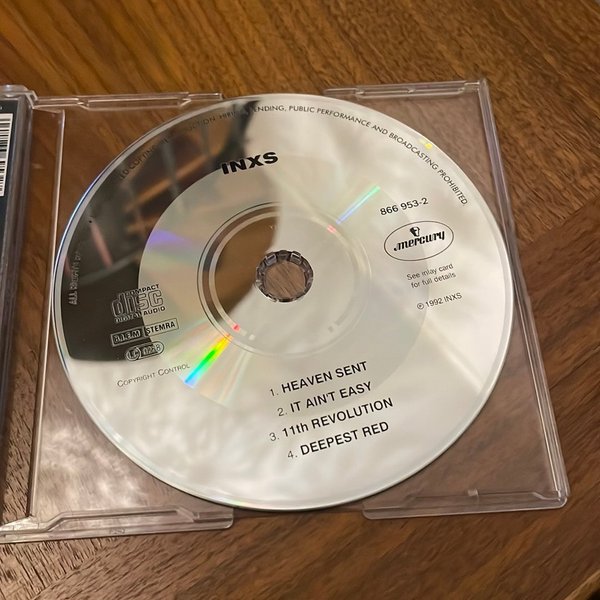 HIRE, LENDING, PUBLIC PERFORMANCE AND BROADCASTING PROHIBITED.
INXS
866 953-2
mercury
See inlay card
for full details
℗ 1992 INXS
COMPACT
disc
DIGITAL AUDIO
B.I.E.M STEMRA
LC 0268
COPYRIGHT CONTROL
1. HEAVEN SENT
2. IT AIN'T EASY
3. 11th REVOLUTION
4. DEEPEST RED